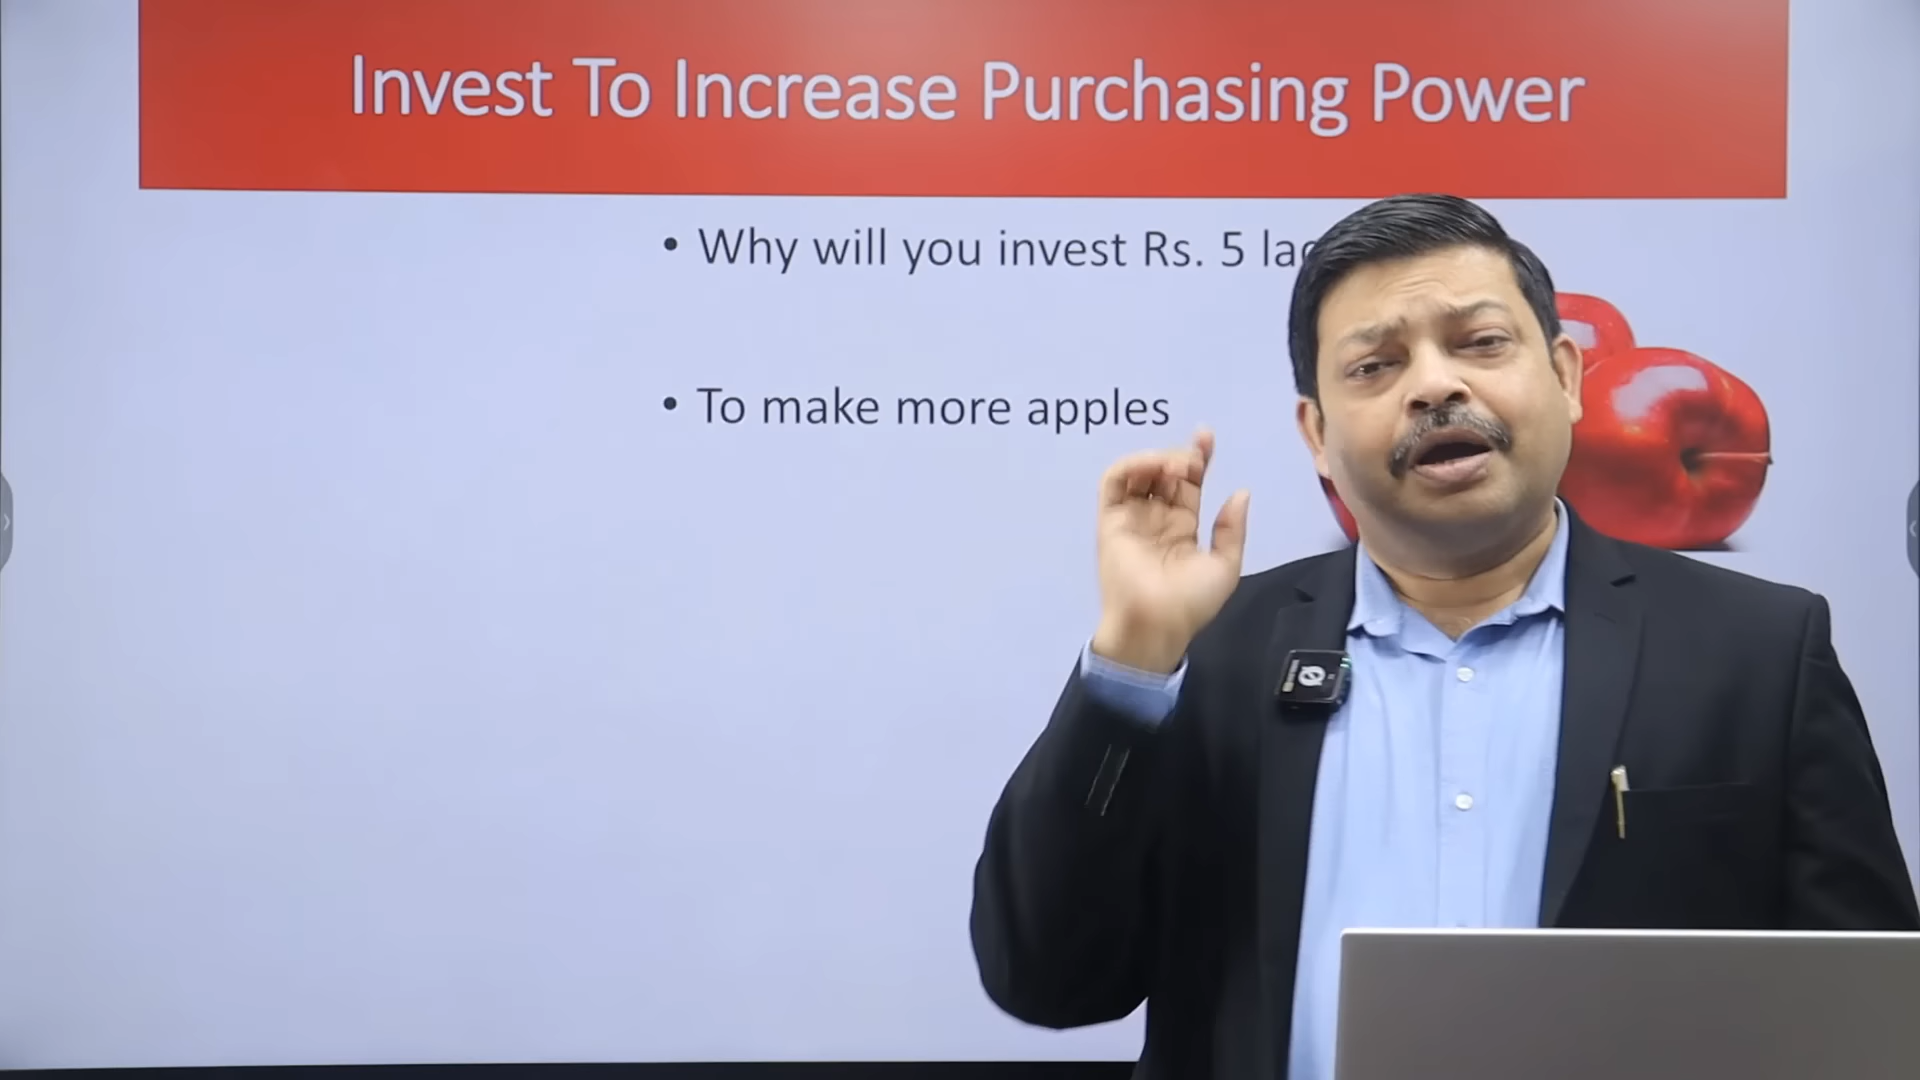 Invest To Increase Purchasing Power
• Why will you invest Rs. 5
• To make more apples